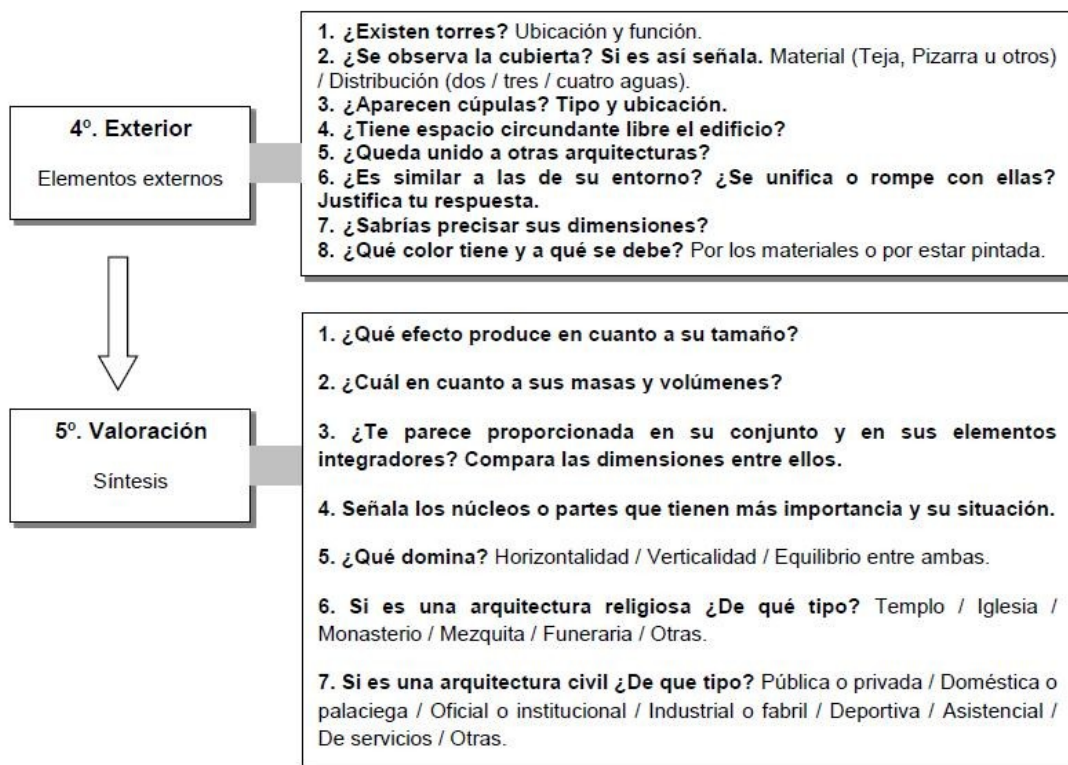 4º. Exterior
Elementos externos
1. ¿Existen torres? Ubicación y función.
2. ¿Se observa la cubierta? Si es así señala. Material (Teja, Pizarra u otros)
/ Distribución (dos / tres / cuatro aguas).
3. ¿Aparecen cúpulas? Tipo y ubicación.
4. ¿Tiene espacio circundante libre el edificio?
5. ¿Queda unido a otras arquitecturas?
6. ¿Es similar a las de su entorno? ¿Se unifica o rompe con ellas?
Justifica tu respuesta.
7. ¿Sabrías precisar sus dimensiones?
8. ¿Qué color tiene y a qué se debe? Por los materiales o por estar pintada.
5º. Valoración
Síntesis
1. ¿Qué efecto produce en cuanto a su tamaño?
2. ¿Cuál en cuanto a sus masas y volúmenes?
3. ¿Te parece proporcionada en su conjunto y en sus elementos
integradores? Compara las dimensiones entre ellos.
4. Señala los núcleos o partes que tienen más importancia y su situación.
5. ¿Qué domina? Horizontalidad / Verticalidad / Equilibrio entre ambas.
6. Si es una arquitectura religiosa ¿De qué tipo? Templo / Iglesia /
Monasterio / Mezquita / Funeraria / Otras.
7. Si es una arquitectura civil ¿De que tipo? Pública o privada / Doméstica o
palaciega / Oficial o institucional / Industrial o fabril / Deportiva / Asistencial /
De servicios / Otras.